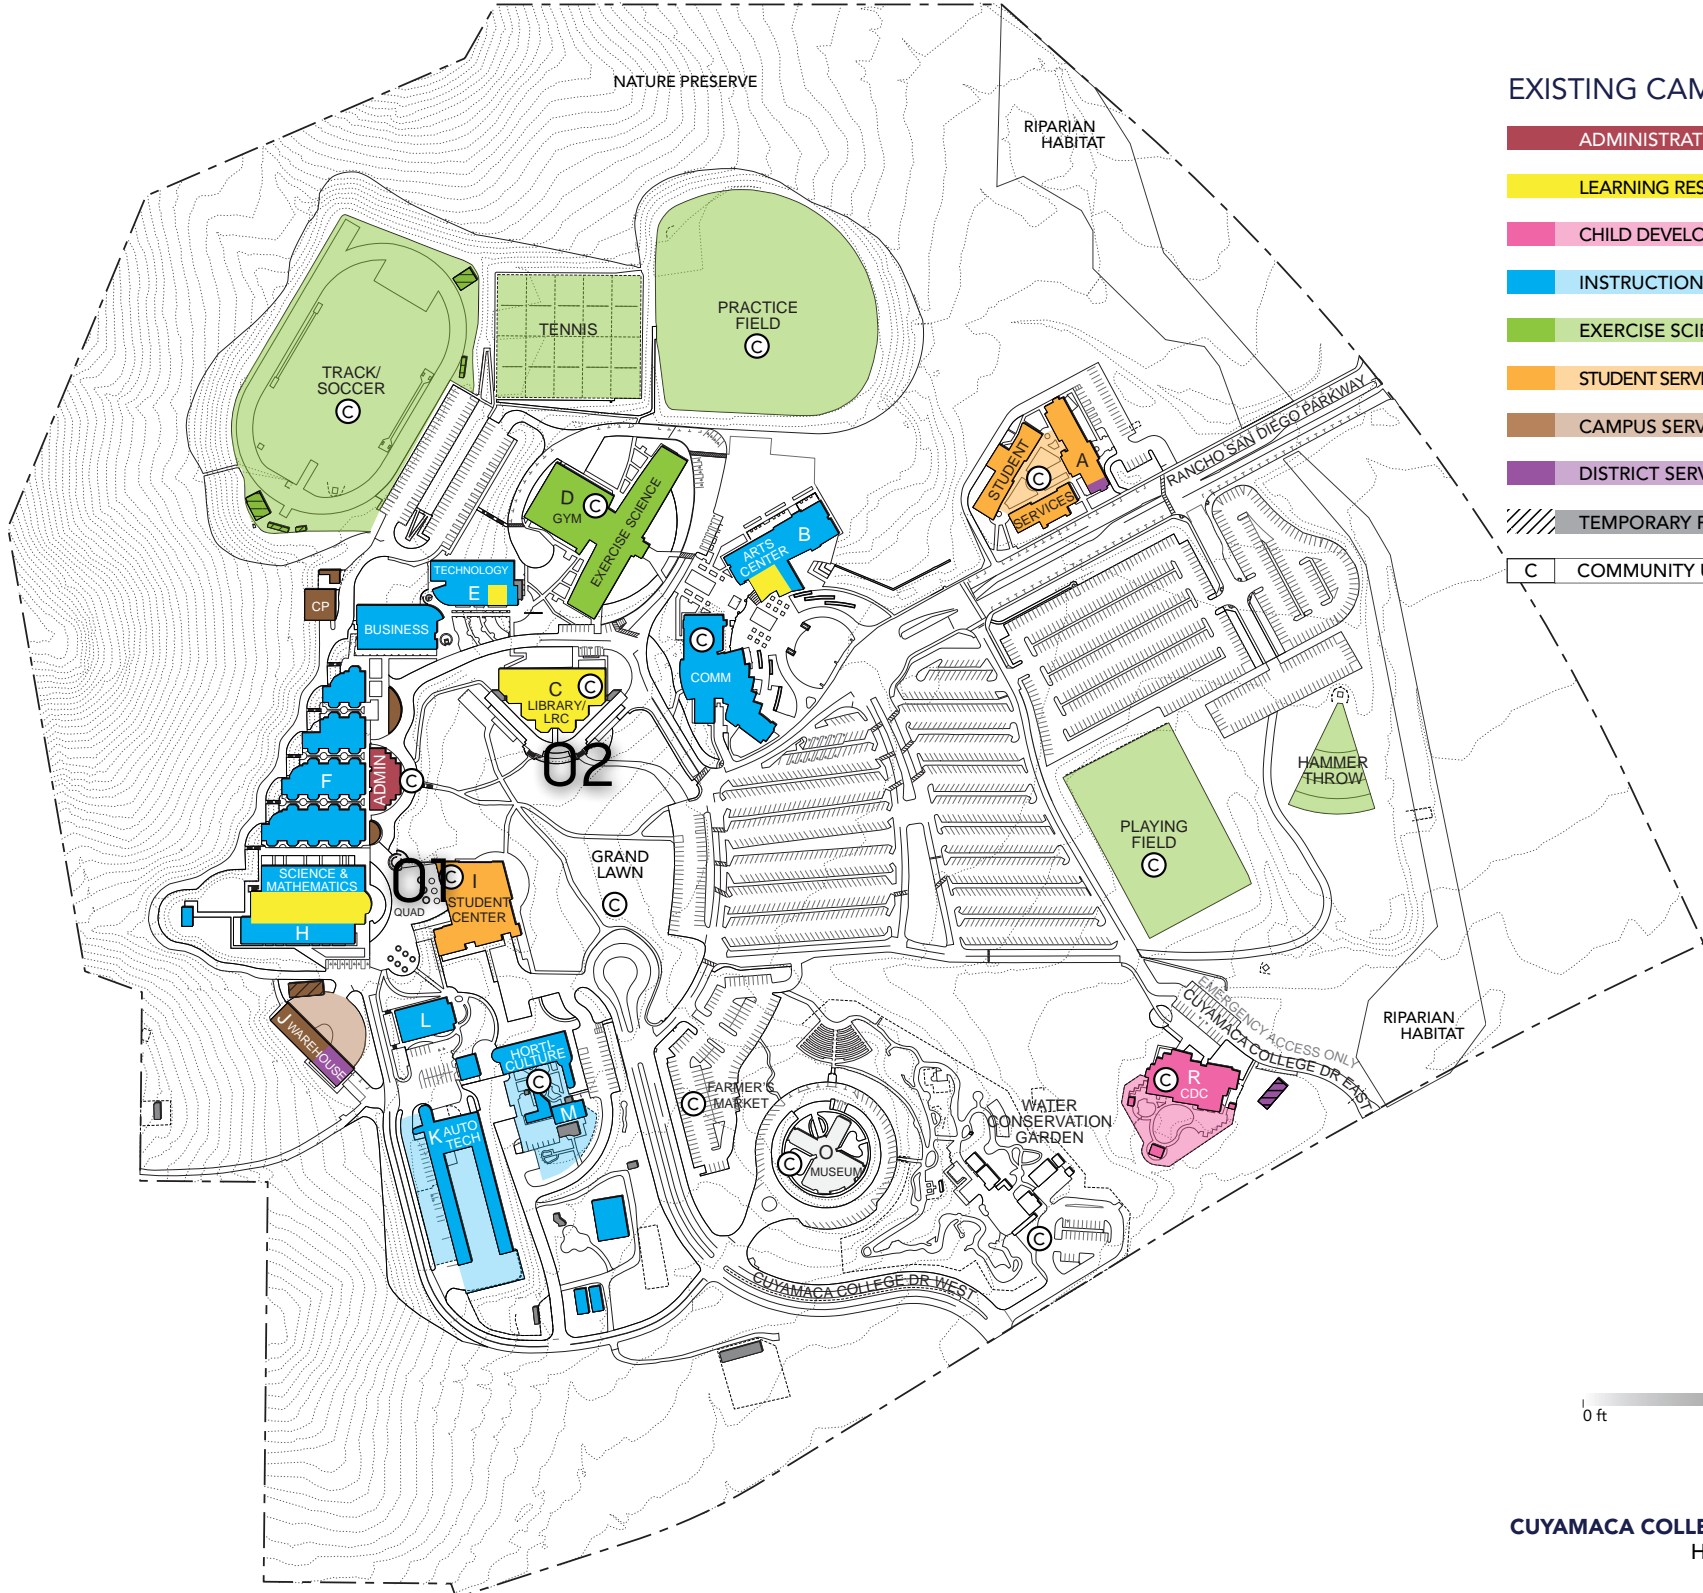 NATURE PRESERVE
RIPARIAN
HABITAT
EXISTING CAM
ADMINISTRAT
LEARNING RES
CHILD DEVELO
INSTRUCTION
EXERCISE SCIE
STUDENT SERVI
CAMPUS SERV
DISTRICT SERV
TEMPORARY F
C COMMUNITY U
TRACK/
SOCCER
C
TENNIS
PRACTICE
FIELD
C
RANCHO SAN DIEGO PARKWAY
STUDENT
SERVICES
C
A
D
GYM
C
EXERCISE SCIENCE
B
ARTS
CENTER
TECHNOLOGY
E
CP
BUSINESS
C
COMM
C
LIBRARY/
LRC
C
02
F
ADMIN
C
HAMMER
THROW
PLAYING
FIELD
C
GRAND
LAWN
C
01
C
QUAD
I
STUDENT
CENTER
SCIENCE &
MATHEMATICS
H
J WAREHOUSE
L
HORTI-
CULTURE
C
M
K AUTO
TECH
FARMER'S
MARKET
C
MUSEUM
C
WATER
CONSERVATION
GARDEN
C
EMERGENCY ACCESS ONLY
CUYAMACA COLLEGE DR EAST
RIPARIAN
HABITAT
C
R
CDC
CUYAMACA COLLEGE DR WEST
0 ft
CUYAMACA COLLE
H